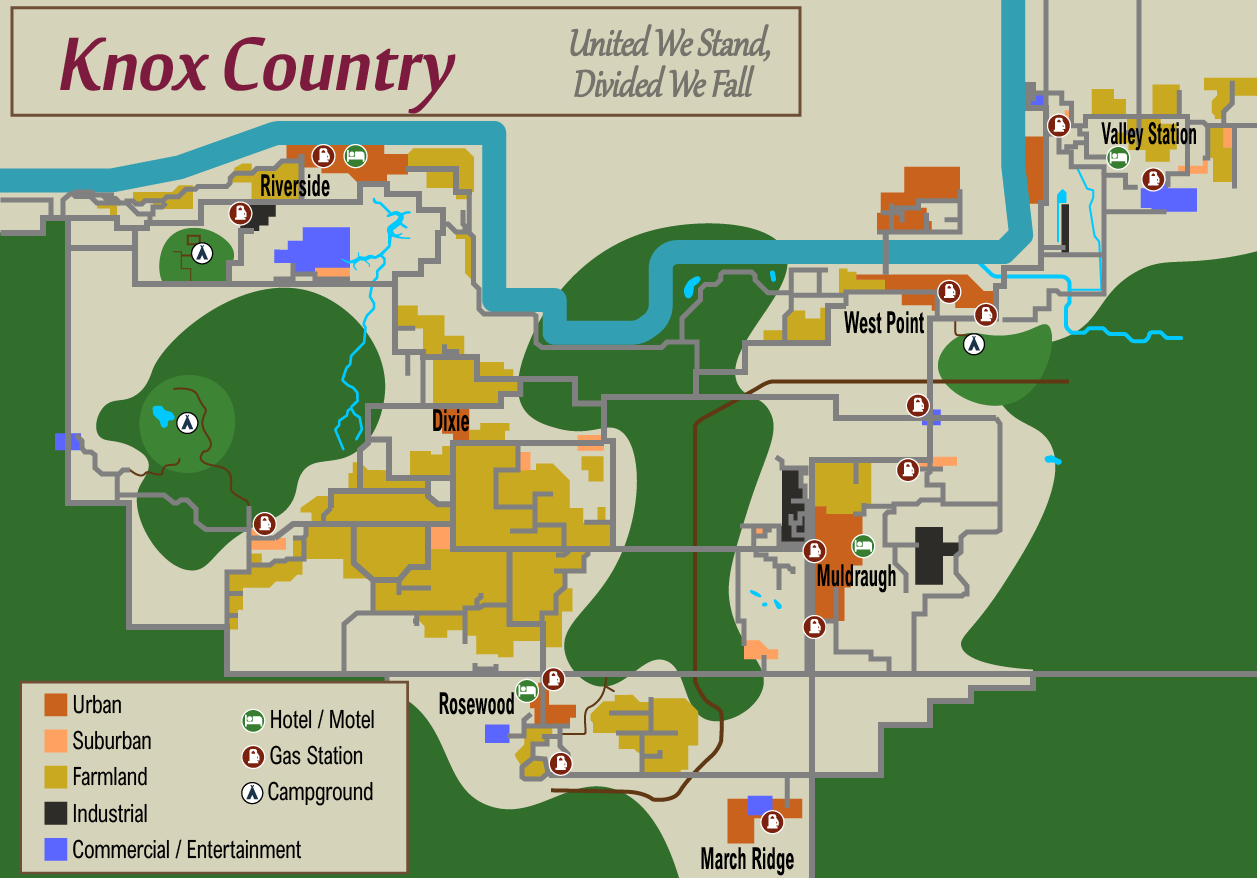 Knox Country
United We Stand,
Divided We Fall
Valley Station
Riverside
West Point
Dixie
Muldraugh
Rosewood
March Ridge
Urban
Suburban
Farmland
Industrial
Commercial / Entertainment
Hotel / Motel
Gas Station
Campground